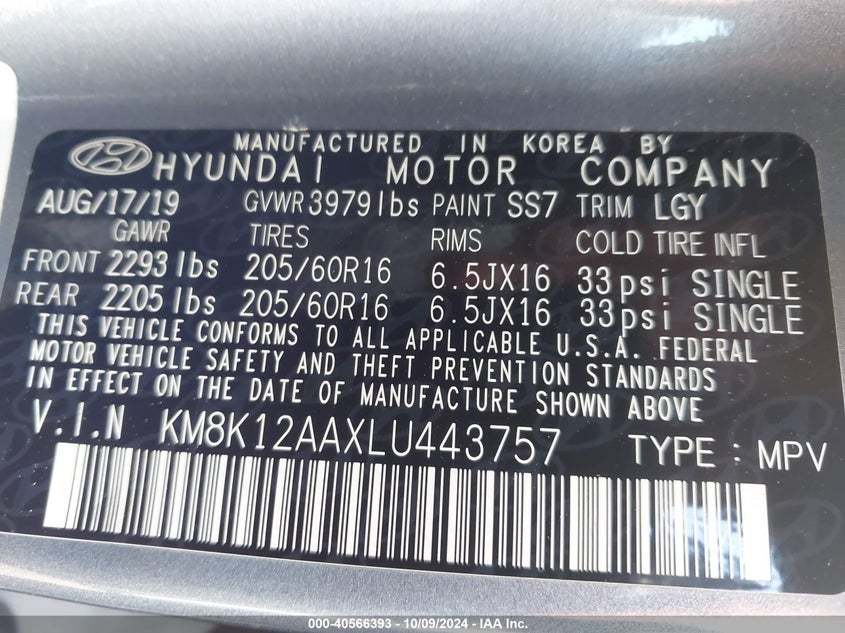 MANUFACTURED IN KOREA BY
HYUNDAI MOTOR COMPANY
AUG/17/19 GVWR 3979lbs PAINT SS7 TRIM LGY
GAWR TIRES RIMS COLD TIRE INFL
FRONT 2293 lbs 205/60R16 6.5JX16 33psi SINGLE
REAR 2205 lbs 205/60R16 6.5JX16 33psi SINGLE
THIS VEHICLE CONFORMS TO ALL APPLICABLE U.S.A. FEDERAL
MOTOR VEHICLE SAFETY AND THEFT PREVENTION STANDARDS
IN EFFECT ON THE DATE OF MANUFACTURE SHOWN ABOVE
V.I.N KM8K12AAXLU443757 TYPE : MPV
000-40566393 - 10/09/2024 - IAA Inc.